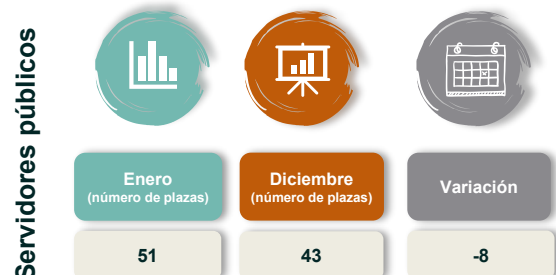 Servidores públicos
Enero
(número de plazas)
Diciembre
(número de plazas)
Variación
51
43
-8